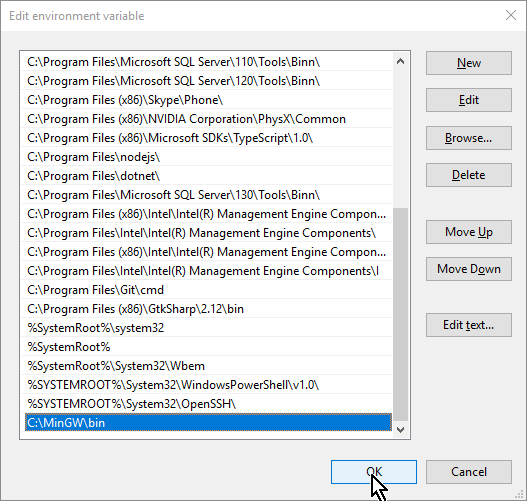 Edit environment variable
C:\Program Files\Microsoft SQL Server\110\Tools\Binn\
C:\Program Files\Microsoft SQL Server\120\Tools\Binn\
C:\Program Files (x86)\Skype\Phone\
C:\Program Files (x86)\NVIDIA Corporation\PhysX\Common
C:\Program Files (x86)\Microsoft SDKs\TypeScript\1.0\
C:\Program Files\nodejs\
C:\Program Files\dotnet\
C:\Program Files\Microsoft SQL Server\130\Tools\Binn\
C:\Program Files (x86)\Intel\Intel(R) Management Engine Compon...
C:\Program Files\Intel\Intel(R) Management Engine Components\
C:\Program Files (x86)\Intel\Intel(R) Management Engine Compon...
C:\Program Files\Intel\Intel(R) Management Engine Components\I
C:\Program Files\Git\cmd
C:\Program Files (x86)\GtkSharp\2.12\bin
%SystemRoot%\system32
%SystemRoot%
%SystemRoot%\System32\Wbem
%SYSTEMROOT%\System32\WindowsPowerShell\v1.0\
%SYSTEMROOT%\System32\OpenSSH\
C:\MinGW\bin
New
Edit
Browse...
Delete
Move Up
Move Down
Edit text...
OK
Cancel